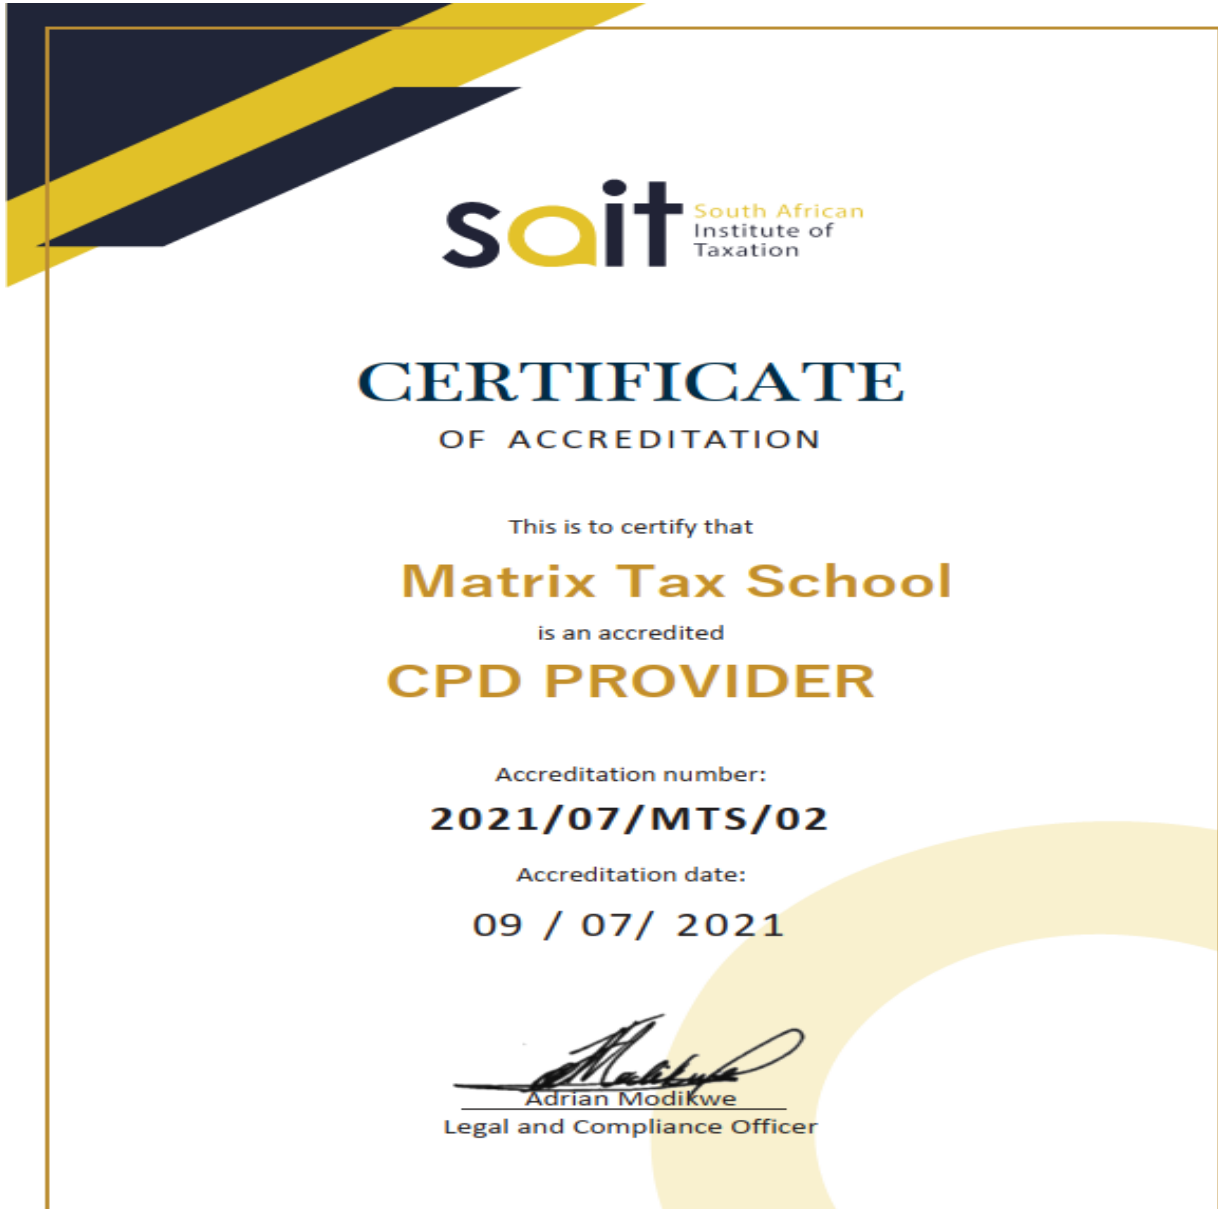 sait
South African
Institute of
Taxation
CERTIFICATE
OF ACCREDITATION
This is to certify that
Matrix Tax School
is an accredited
CPD PROVIDER
Accreditation number:
2021/07/MTS/02
Accreditation date:
09 / 07/ 2021
Adrian Modikwe
Legal and Compliance Officer